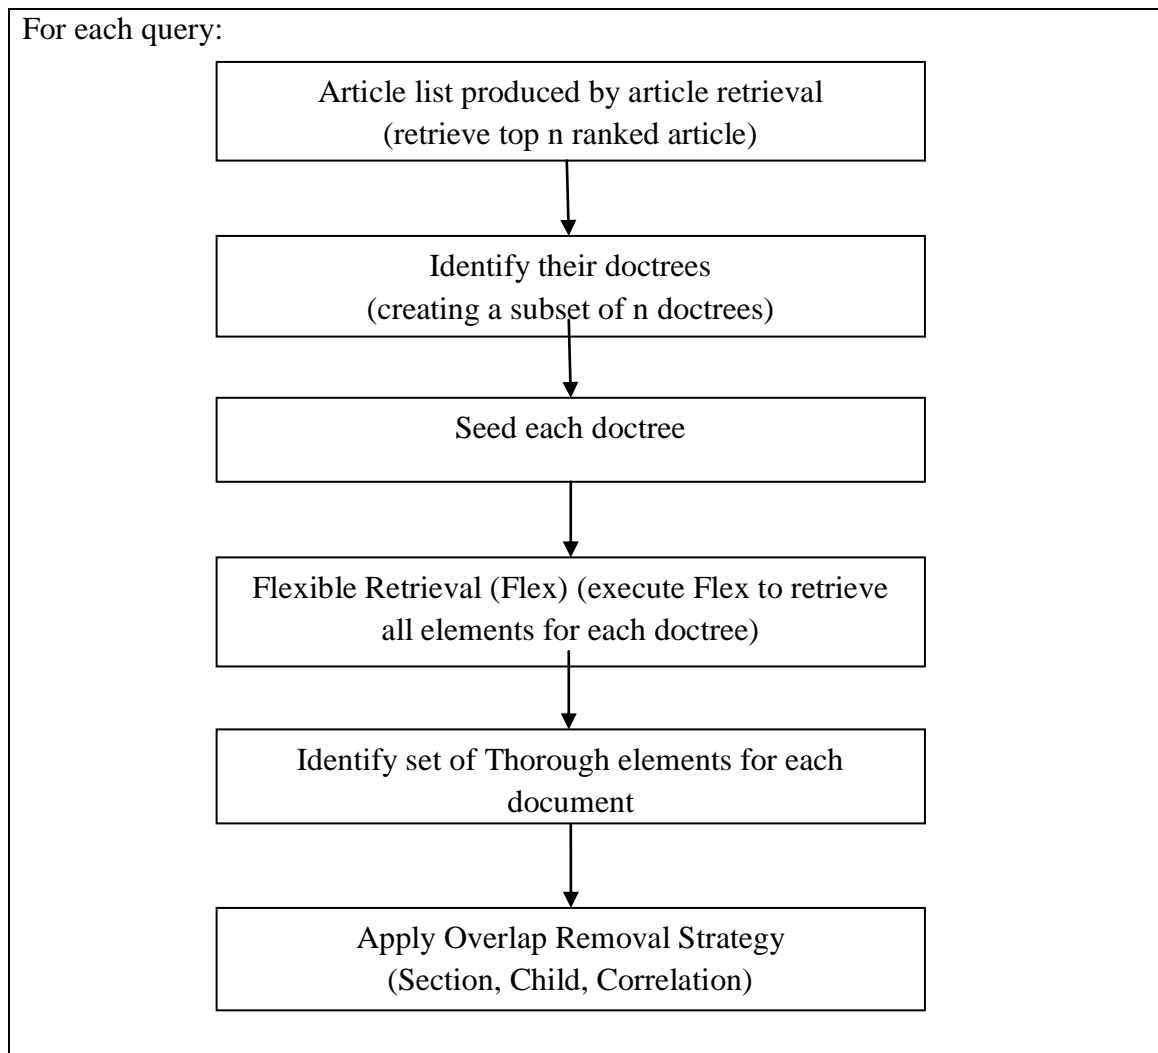 For each query:
Article list produced by article retrieval
(retrieve top n ranked article)
Identify their doctrees
(creating a subset of n doctrees)
Seed each doctree
Flexible Retrieval (Flex) (execute Flex to retrieve
all elements for each doctree)
Identify set of Thorough elements for each
document
Apply Overlap Removal Strategy
(Section, Child, Correlation)